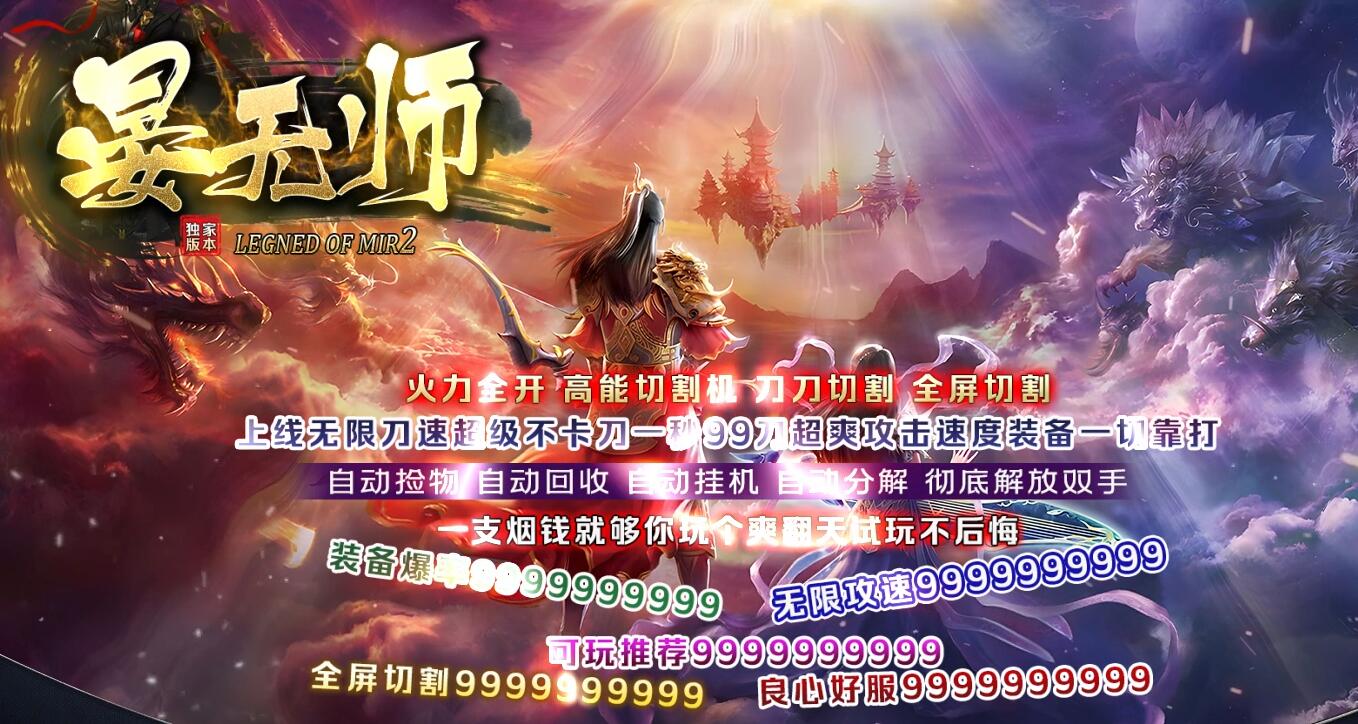 晏无师
独家
版本
LEGNED OF MIR2
火力全开 高能切割机 刀刀切割 全屏切割
上线无限刀速超级不卡刀一秒99刀超爽攻击速度装备一切靠打
自动捡物 自动回收 自动挂机 自动分解 彻底解放双手
一支烟钱就够你玩个爽翻天试玩不后悔
装备爆率9999999999
无限攻速9999999999
可玩推荐9999999999
全屏切割9999999999
良心好服9999999999